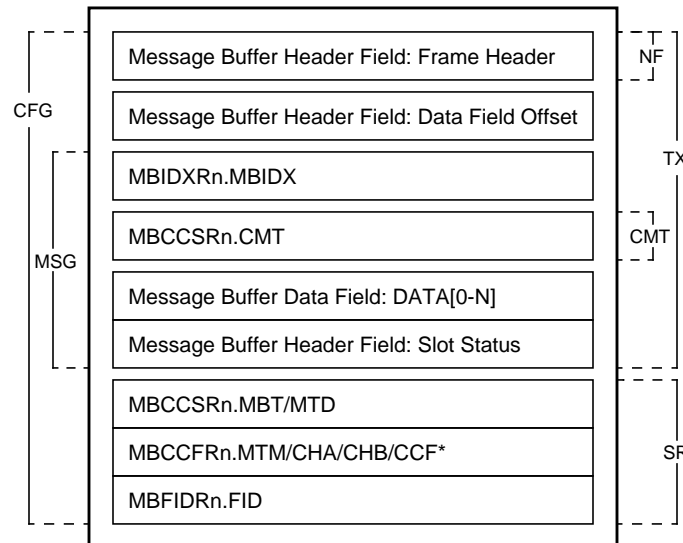 Message Buffer Header Field: Frame Header
NF
CFG
Message Buffer Header Field: Data Field Offset
TX
MBIDXRn.MBIDX
MBCCSRn.CMT
CMT
MSG
Message Buffer Data Field: DATA[0-N]
Message Buffer Header Field: Slot Status
MBCCSRn.MBT/MTD
MBCCFRn.MTM/CHA/CHB/CCF*
SR
MBFIDRn.FID